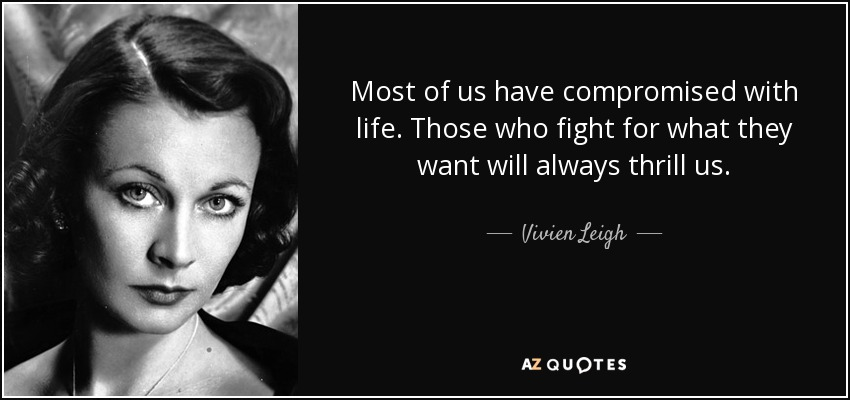 Most of us have compromised with
life. Those who fight for what they
want will always thrill us.
Vivien Leigh
AZ QUOTES